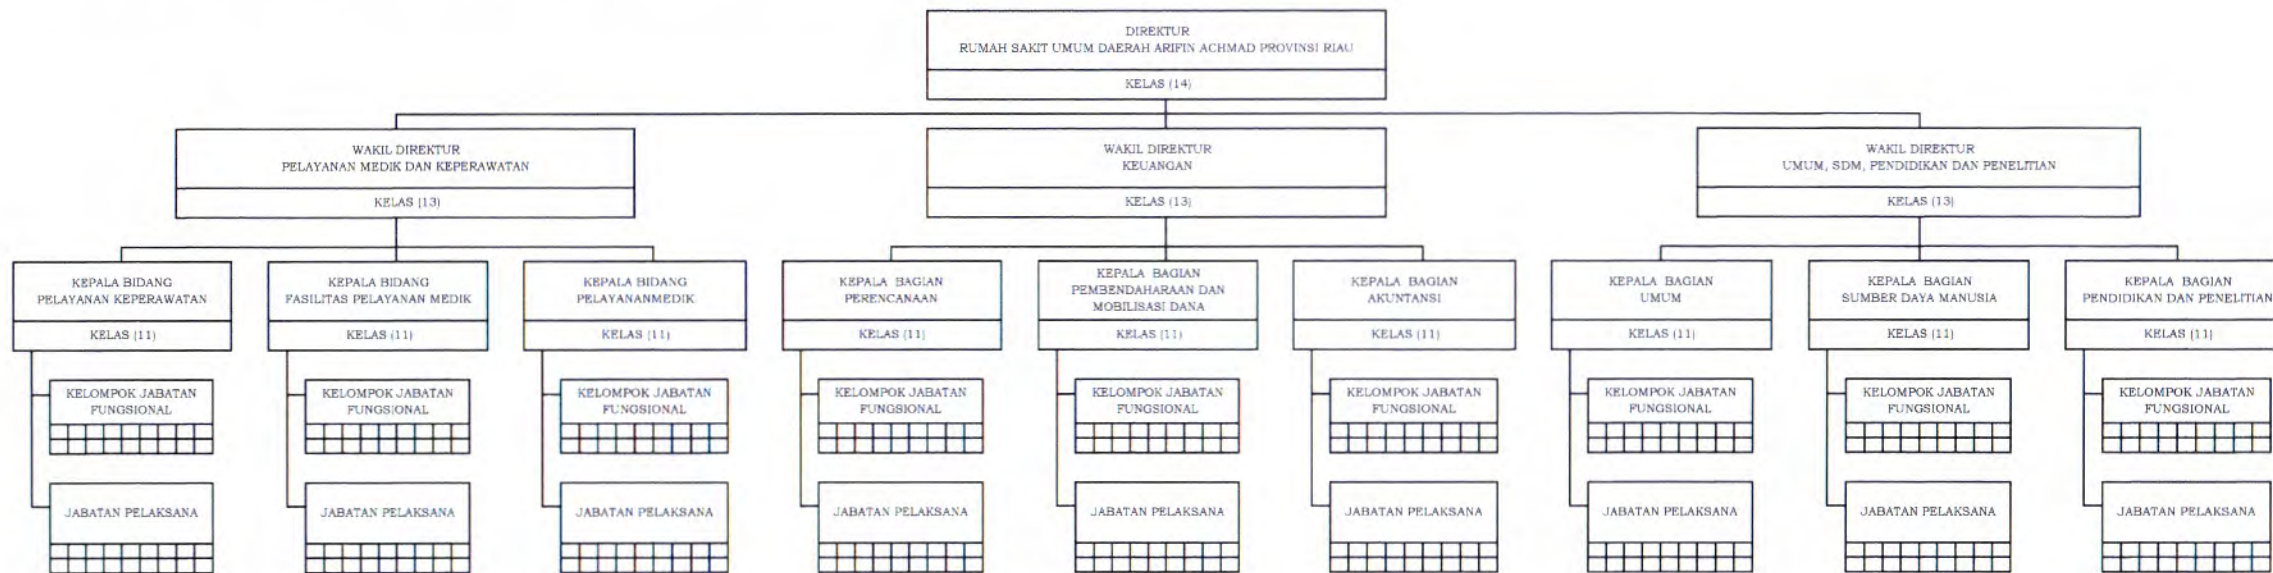 DIREKTUR
RUMAH SAKIT UMUM DAERAH ARIFIN ACHMAD PROVINSI RIAU
KELAS (14)
WAKIL DIREKTUR
PELAYANAN MEDIK DAN KEPERAWATAN
KELAS (13)
WAKIL DIREKTUR
KEUANGAN
KELAS (13)
WAKIL DIREKTUR
UMUM, SDM, PENDIDIKAN DAN PENELITIAN
KELAS (13)
KEPALA BIDANG
PELAYANAN KEPERAWATAN
KELAS (11)
KEPALA BIDANG
FASILITAS PELAYANAN MEDIK
KELAS (11)
KEPALA BIDANG
PELAYANANMEDIK
KELAS (11)
KEPALA BAGIAN
PERENCANAAN
KELAS (11)
KEPALA BAGIAN
PEMBENDAHARAAN DAN
MOBILISASI DANA
KELAS (11)
KEPALA BAGIAN
AKUNTANSI
KELAS (11)
KEPALA BAGIAN
UMUM
KELAS (11)
KEPALA BAGIAN
SUMBER DAYA MANUSIA
KELAS (11)
KEPALA BAGIAN
PENDIDIKAN DAN PENELITIAN
KELAS (11)
KELOMPOK JABATAN
FUNGSIONAL
KELOMPOK JABATAN
FUNGSIONAL
KELOMPOK JABATAN
FUNGSIONAL
KELOMPOK JABATAN
FUNGSIONAL
KELOMPOK JABATAN
FUNGSIONAL
KELOMPOK JABATAN
FUNGSIONAL
KELOMPOK JABATAN
FUNGSIONAL
KELOMPOK JABATAN
FUNGSIONAL
KELOMPOK JABATAN
FUNGSIONAL
JABATAN PELAKSANA
JABATAN PELAKSANA
JABATAN PELAKSANA
JABATAN PELAKSANA
JABATAN PELAKSANA
JABATAN PELAKSANA
JABATAN PELAKSANA
JABATAN PELAKSANA
JABATAN PELAKSANA